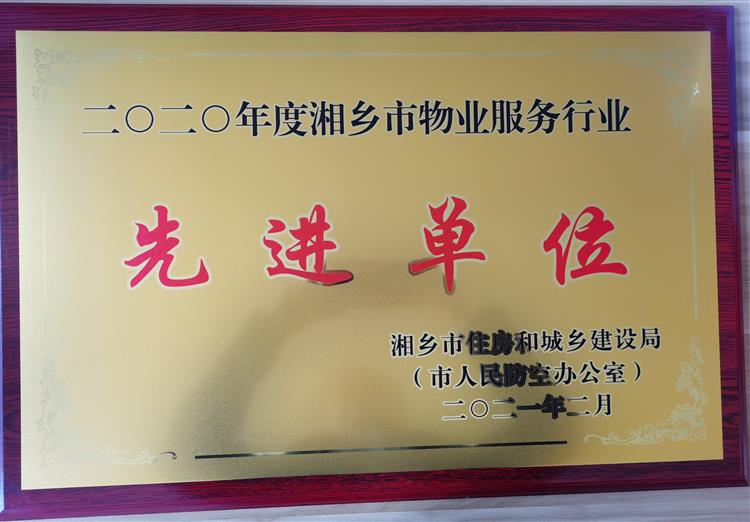 二〇二〇年度湘乡市物业服务行业
先进单位
湘乡市住房和城乡建设局
（市人民防空办公室）
二〇二一年二月